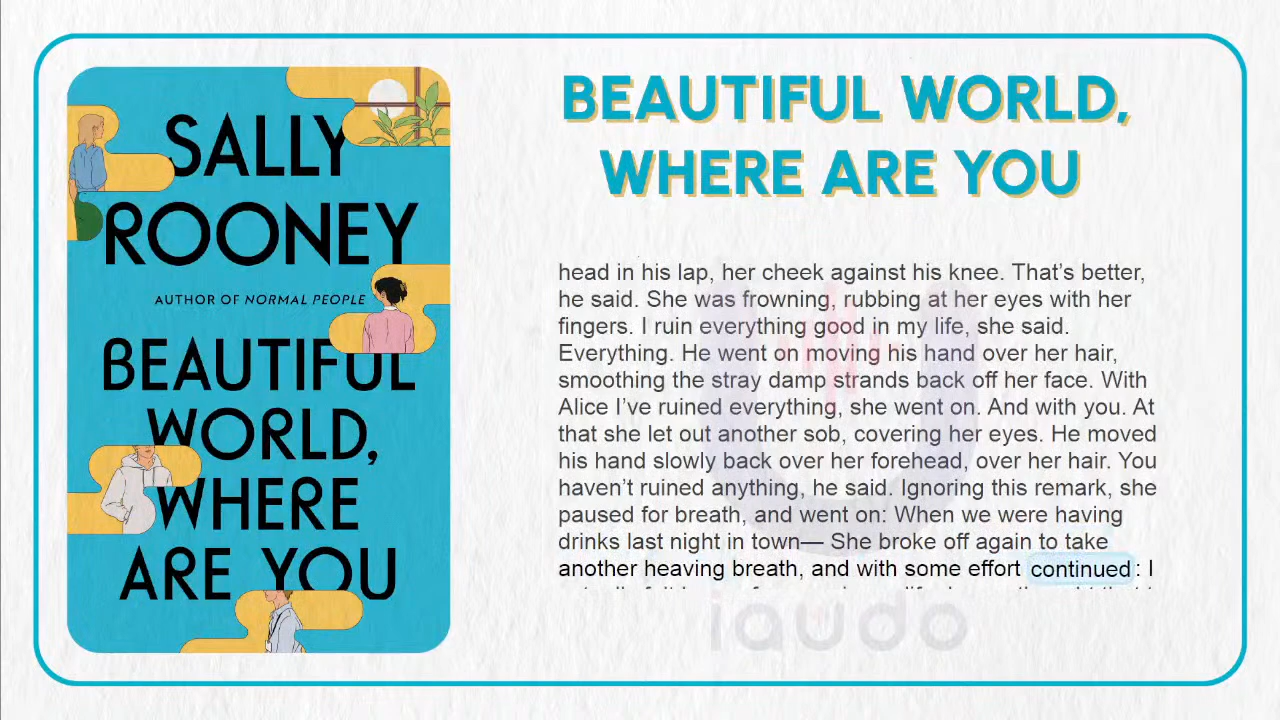 SALLY
ROONEY
AUTHOR OF NORMAL PEOPLE
BEAUTIFUL
WORLD,
WHERE
ARE YOU
BEAUTIFUL WORLD,
WHERE ARE YOU
head in his lap, her cheek against his knee. That’s better,
he said. She was frowning, rubbing at her eyes with her
fingers. I ruin everything good in my life, she said.
Everything. He went on moving his hand over her hair,
smoothing the stray damp strands back off her face. With
Alice I’ve ruined everything, she went on. And with you. At
that she let out another sob, covering her eyes. He moved
his hand slowly back over her forehead, over her hair. You
haven’t ruined anything, he said. Ignoring this remark, she
paused for breath, and went on: When we were having
drinks last night in town— She broke off again to take
another heaving breath, and with some effort continued: I
iaudo